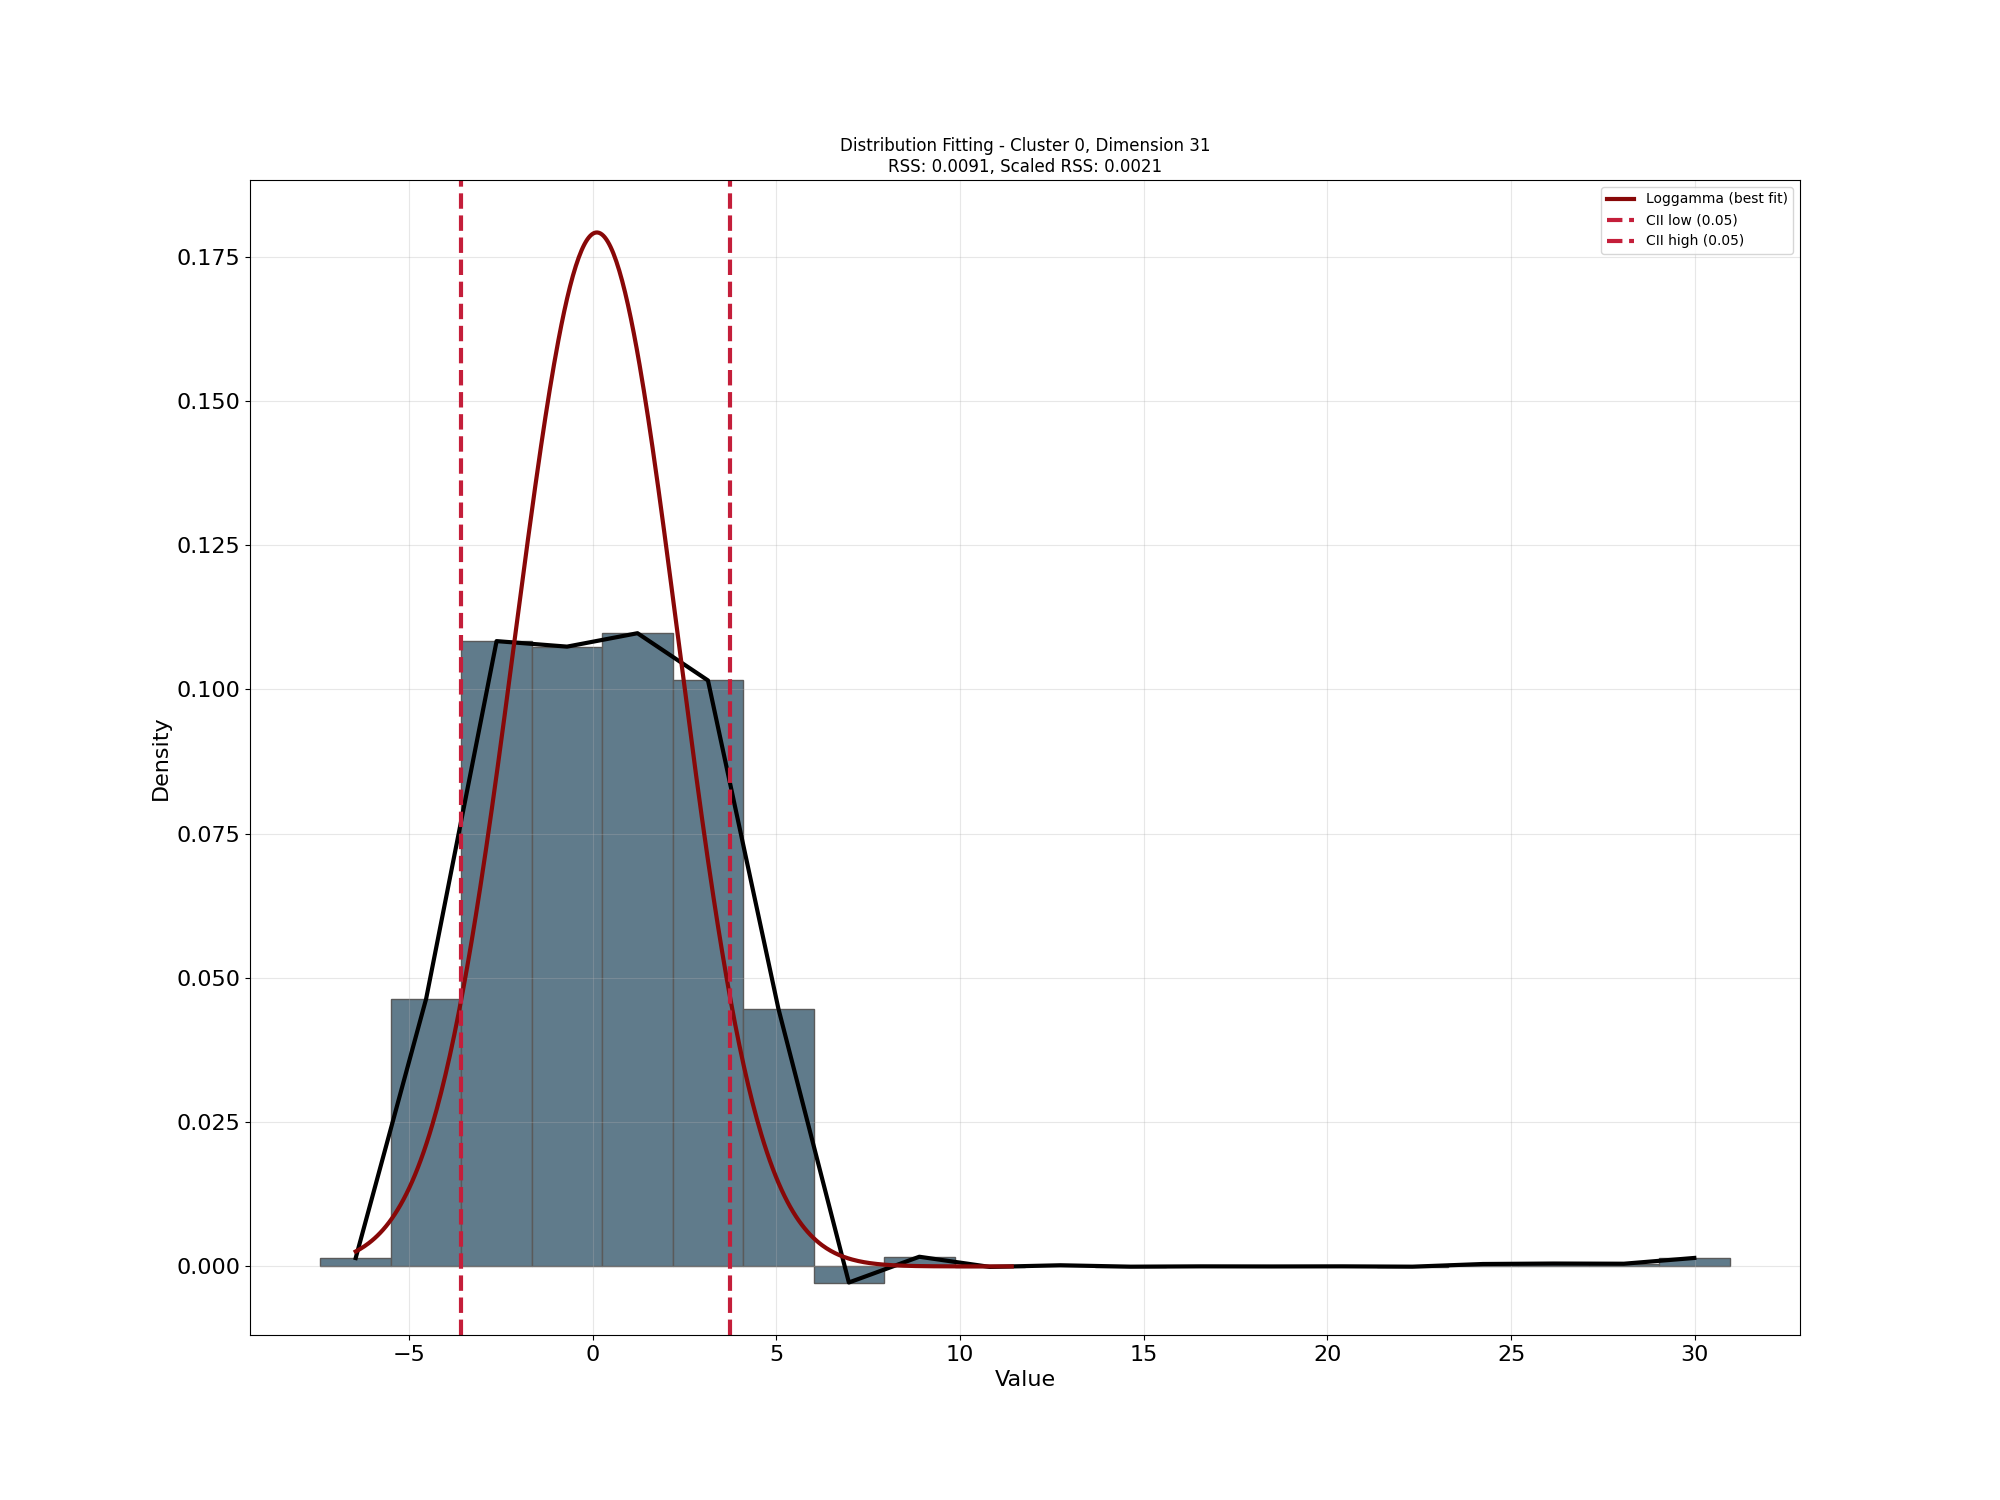 Distribution Fitting - Cluster 0, Dimension 31
RSS: 0.0091, Scaled RSS: 0.0021
Loggamma (best fit)
CII low (0.05)
CII high (0.05)
0.175
0.150
0.125
0.100
0.075
0.050
0.025
0.000
Density
−5 0 5 10 15 20 25 30
Value